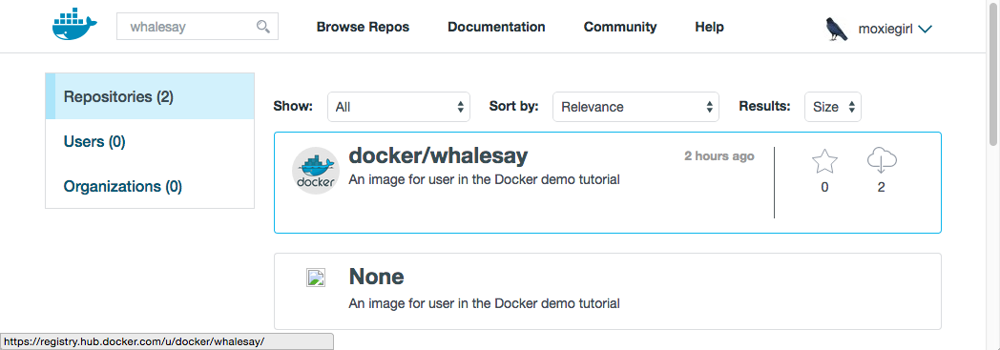 whalesay
Browse Repos
Documentation
Community
Help
moxiegirl
Repositories (2)
Users (0)
Organizations (0)
Show:
All
Sort by:
Relevance
Results:
Size
docker
docker/whalesay
2 hours ago
An image for user in the Docker demo tutorial
0
2
None
An image for user in the Docker demo tutorial
https://registry.hub.docker.com/u/docker/whalesay/